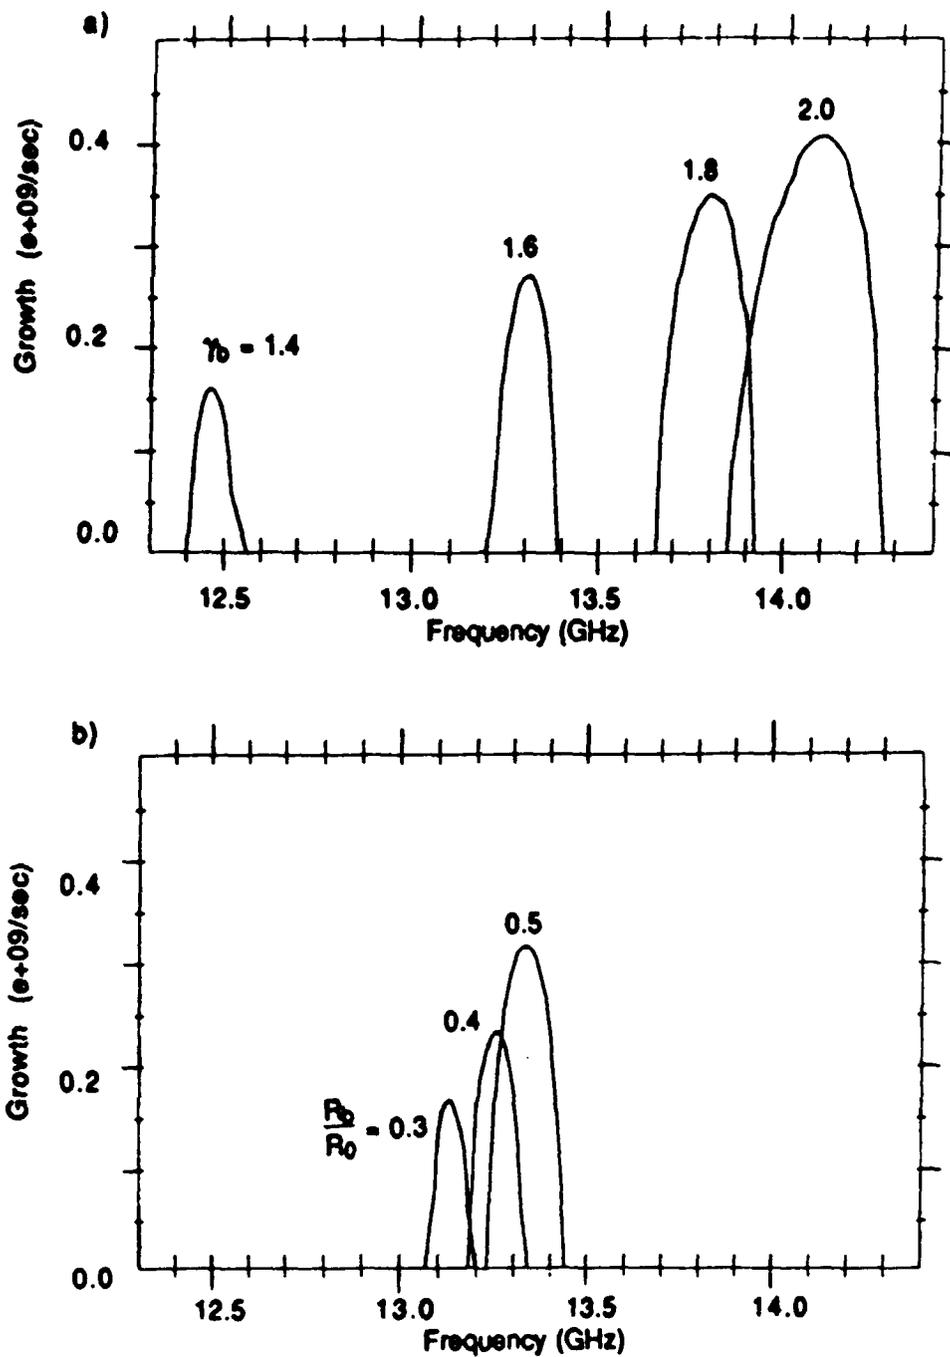 a)
Growth (e+09/sec)
0.4
0.2
0.0
γb = 1.4
1.6
1.8
2.0
12.5 13.0 13.5 14.0
Frequency (GHz)
b)
Growth (e+09/sec)
0.4
0.2
0.0
Rb
R0
= 0.3
0.4
0.5
12.5 13.0 13.5 14.0
Frequency (GHz)